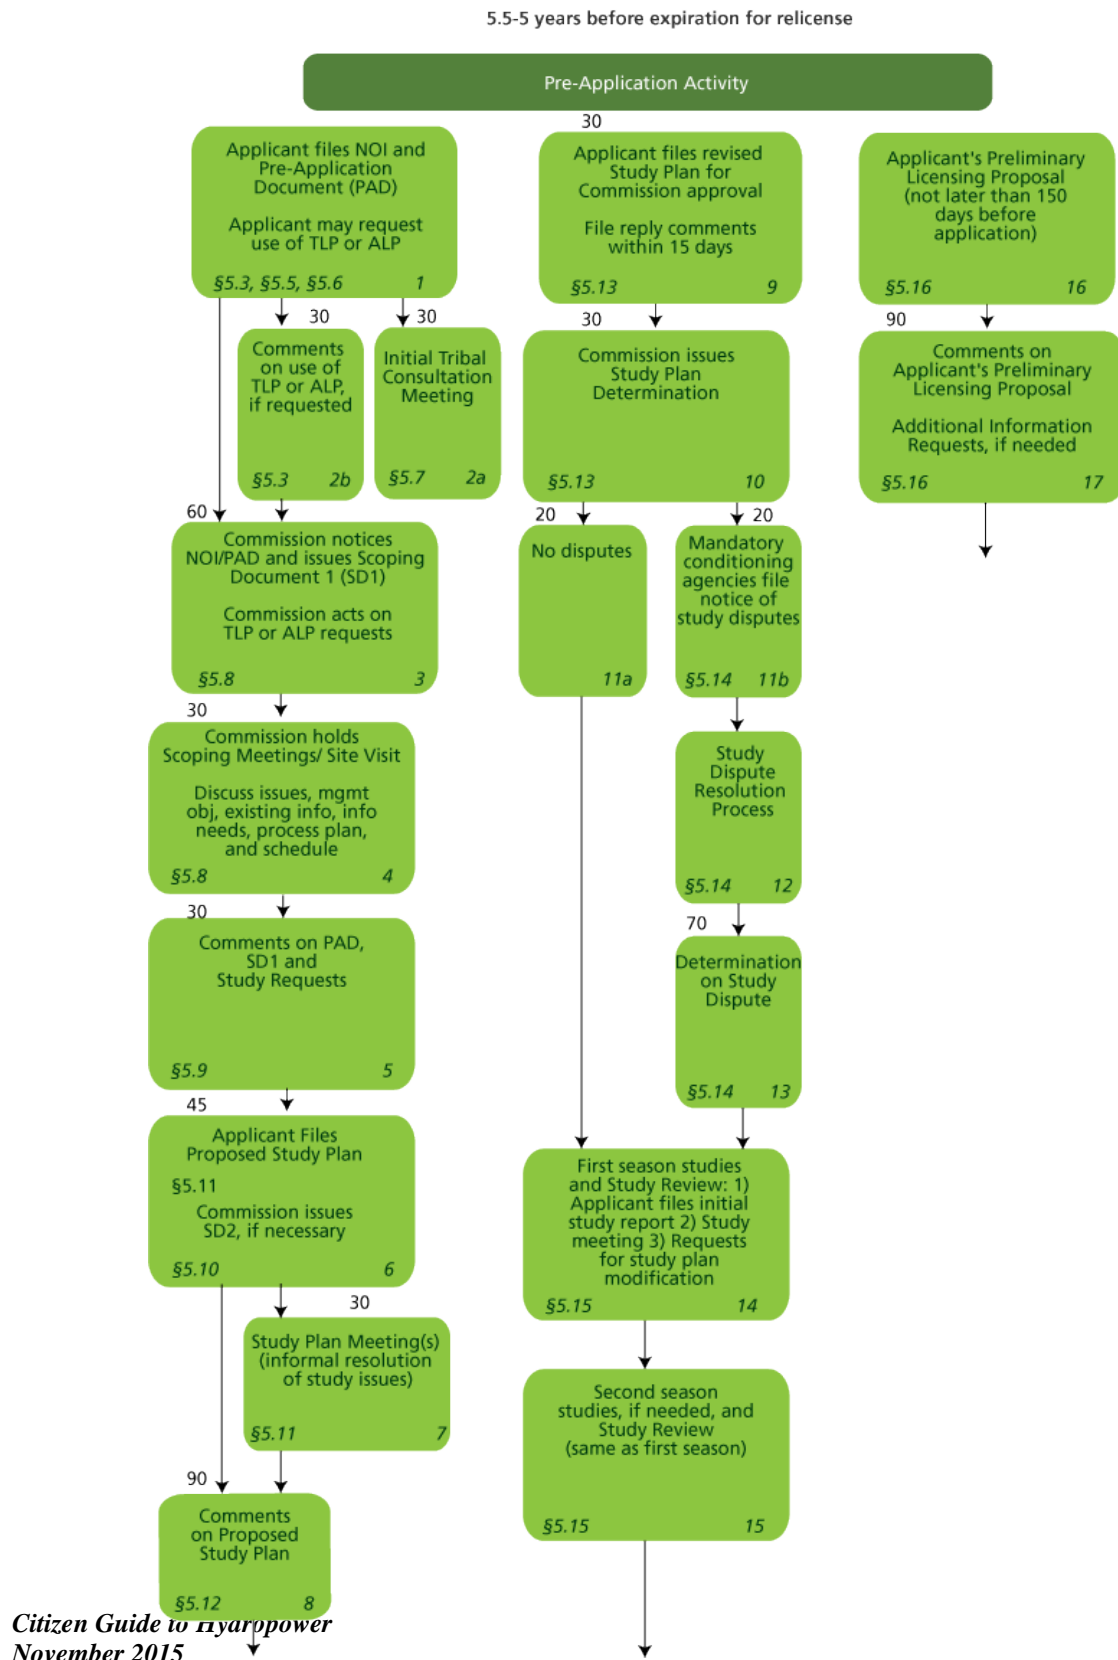 5.5-5 years before expiration for relicense
Pre-Application Activity
Applicant files NOI and
Pre-Application
Document (PAD)
Applicant may request
use of TLP or ALP
§5.3, §5.5, §5.6 1
30
Comments
on use of
TLP or ALP,
if requested
§5.3 2b
30
Initial Tribal
Consultation
Meeting
§5.7 2a
60
Commission notices
NOI/PAD and issues Scoping
Document 1 (SD1)
Commission acts on
TLP or ALP requests
§5.8 3
30
Commission holds
Scoping Meetings/ Site Visit
Discuss issues, mgmt
obj, existing info, info
needs, process plan,
and schedule
§5.8 4
30
Comments on PAD,
SD1 and
Study Requests
§5.9 5
45
Applicant Files
Proposed Study Plan
§5.11
Commission issues
SD2, if necessary
§5.10 6
30
Study Plan Meeting(s)
(informal resolution
of study issues)
§5.11 7
90
Comments
on Proposed
Study Plan
§5.12 8
30
Applicant files revised
Study Plan for
Commission approval
File reply comments
within 15 days
§5.13 9
30
Commission issues
Study Plan
Determination
§5.13 10
20
No disputes
11a
20
Mandatory
conditioning
agencies file
notice of
study disputes
§5.14 11b
Study
Dispute
Resolution
Process
§5.14 12
70
Determination
on Study
Dispute
§5.14 13
First season studies
and Study Review: 1)
Applicant files initial
study report 2) Study
meeting 3) Requests
for study plan
modification
§5.15 14
Second season
studies, if needed, and
Study Review
(same as first season)
§5.15 15
Applicant's Preliminary
Licensing Proposal
(not later than 150
days before
application)
§5.16 16
90
Comments on
Applicant's Preliminary
Licensing Proposal
Additional Information
Requests, if needed
§5.16 17
Citizen Guide to Hydropower
November 2015